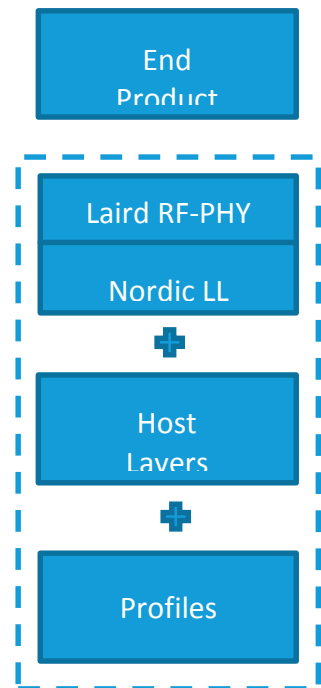 End
Product
Laird RF-PHY
Nordic LL
Host
Layers
Profiles